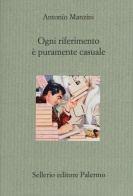 Antonio Manzini
Ogni riferimento
è puramente casuale
Sellerio editore Palermo